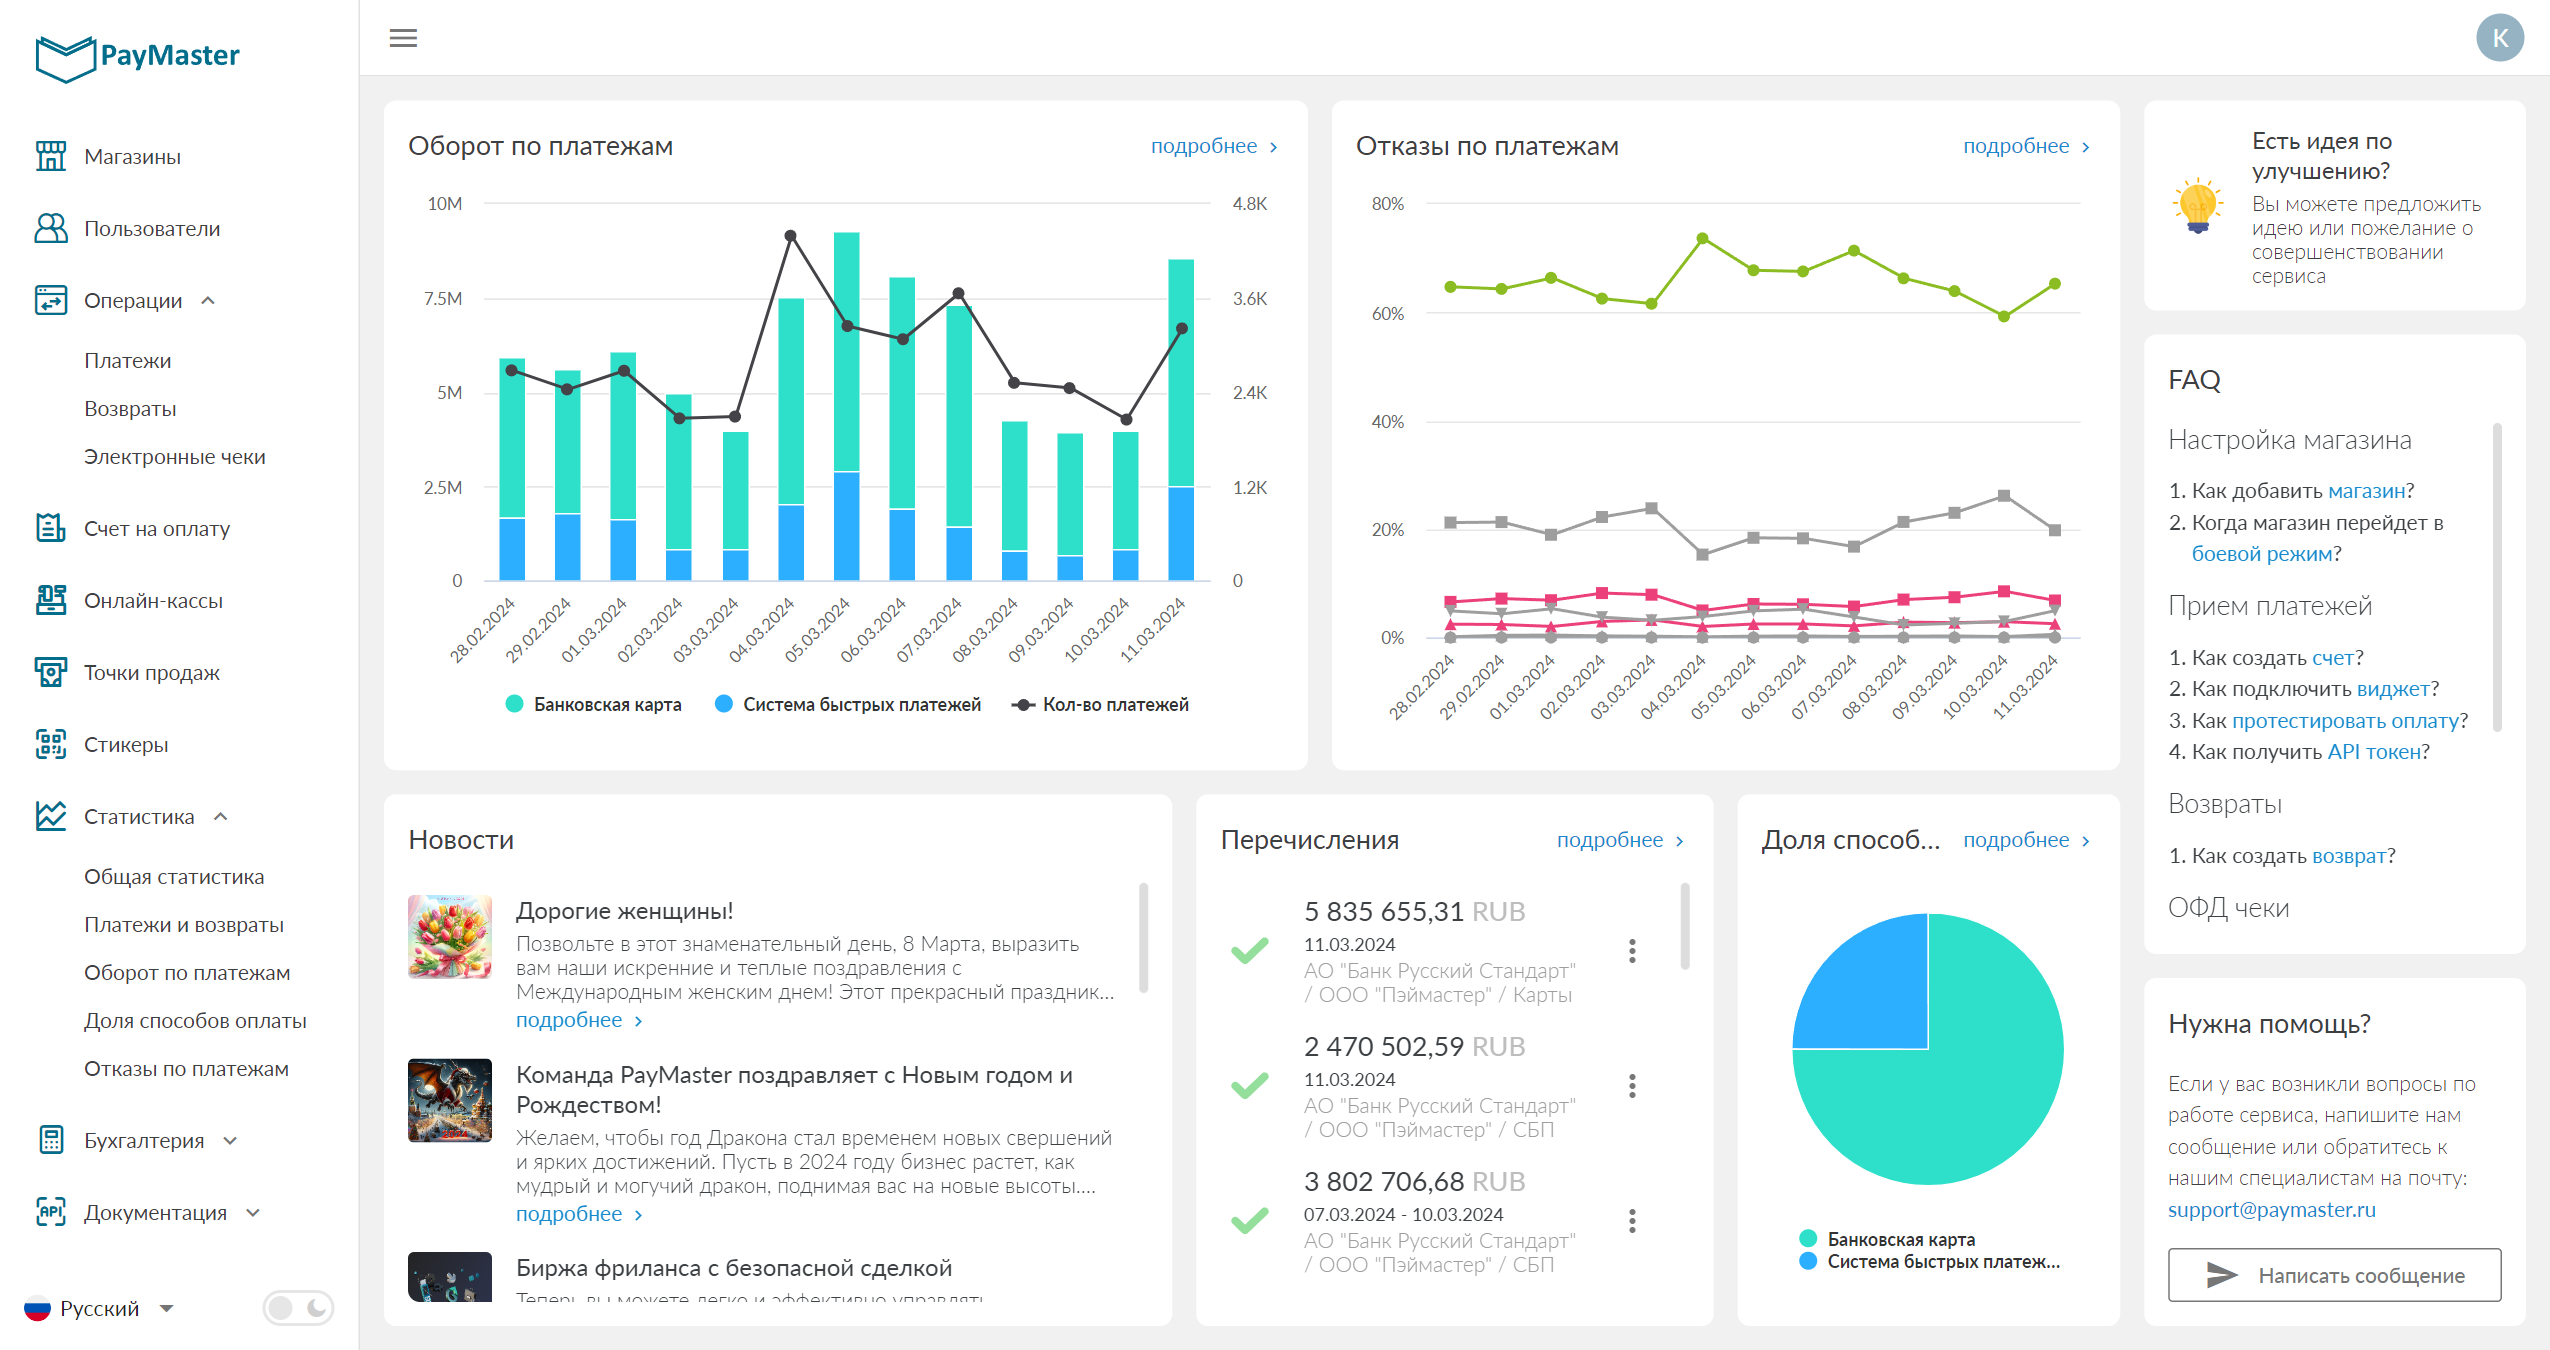 PayMaster
K
Магазины
Пользователи
Операции
Платежи
Возвраты
Электронные чеки
Счет на оплату
Онлайн-кассы
Точки продаж
Стикеры
Статистика
Общая статистика
Платежи и возвраты
Оборот по платежам
Доля способов оплаты
Отказы по платежам
Бухгалтерия
API
Документация
Русский
Оборот по платежам
подробнее
10M
7.5M
5M
2.5M
0
4.8K
3.6K
2.4K
1.2K
0
28.02.2024
29.02.2024
01.03.2024
02.03.2024
03.03.2024
04.03.2024
05.03.2024
06.03.2024
07.03.2024
08.03.2024
09.03.2024
10.03.2024
11.03.2024
Банковская карта
Система быстрых платежей
Кол-во платежей
Отказы по платежам
подробнее
80%
60%
40%
20%
0%
28.02.2024
29.02.2024
01.03.2024
02.03.2024
03.03.2024
04.03.2024
05.03.2024
06.03.2024
07.03.2024
08.03.2024
09.03.2024
10.03.2024
11.03.2024
Есть идея по
улучшению?
Вы можете предложить
идею или пожелание о
совершенствовании
сервиса
FAQ
Настройка магазина
1. Как добавить магазин?
2. Когда магазин перейдет в
боевой режим?
Прием платежей
1. Как создать счет?
2. Как подключить виджет?
3. Как протестировать оплату?
4. Как получить API токен?
Возвраты
1. Как создать возврат?
ОФД чеки
Новости
Дорогие женщины!
Позвольте в этот знаменательный день, 8 Марта, выразить
вам наши искренние и теплые поздравления с
Международным женским днем! Этот прекрасный праздник...
подробнее
2024
Команда PayMaster поздравляет с Новым годом и
Рождеством!
Желаем, чтобы год Дракона стал временем новых свершений
и ярких достижений. Пусть в 2024 году бизнес растет, как
мудрый и могучий дракон, поднимая вас на новые высоты....
подробнее
Биржа фриланса с безопасной сделкой
Теперь вы можете легко и эффективно управлять
Перечисления
подробнее
5 835 655,31 RUB
11.03.2024
АО "Банк Русский Стандарт"
/ ООО "Пэймастер" / Карты
2 470 502,59 RUB
11.03.2024
АО "Банк Русский Стандарт"
/ ООО "Пэймастер" / СБП
3 802 706,68 RUB
07.03.2024 - 10.03.2024
АО "Банк Русский Стандарт"
/ ООО "Пэймастер" / СБП
Доля способ...
подробнее
Банковская карта
Система быстрых платеж...
Нужна помощь?
Если у вас возникли вопросы по
работе сервиса, напишите нам
сообщение или обратитесь к
нашим специалистам на почту:
support@paymaster.ru
Написать сообщение